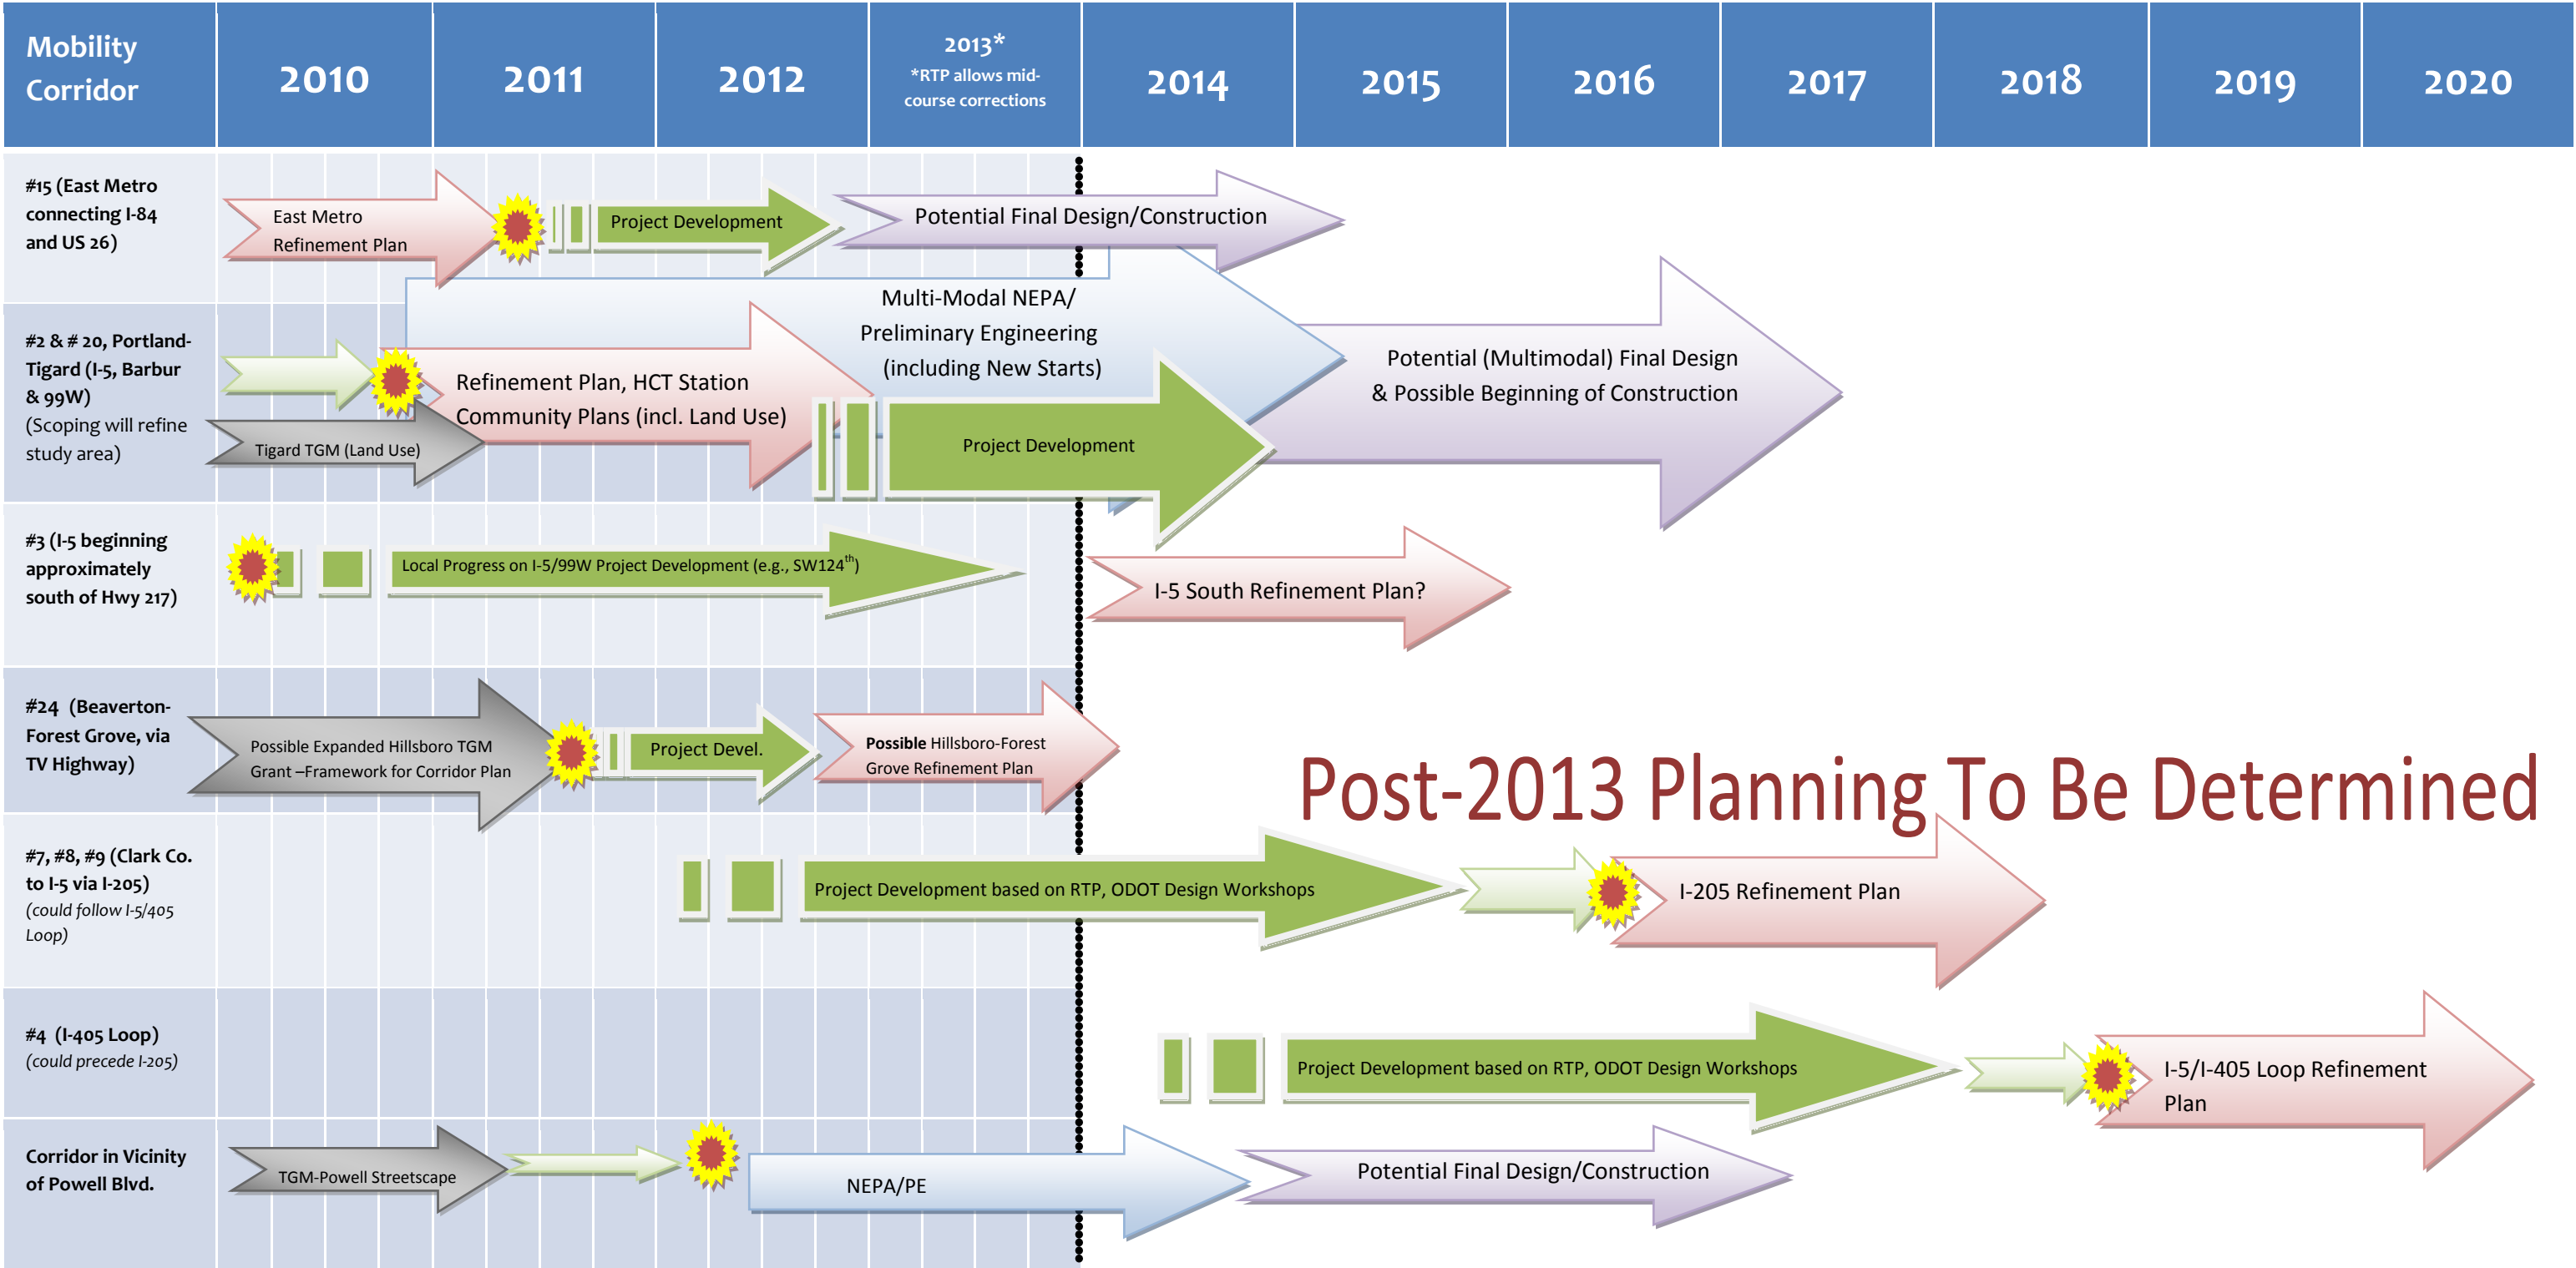 Mobility
Corridor
2010
2011
2012
2013*
*RTP allows mid-
course corrections
2014
2015
2016
2017
2018
2019
2020
#15 (East Metro
connecting I-84
and US 26)
East Metro
Refinement Plan
Project Development
Potential Final Design/Construction
#2 & # 20, Portland-
Tigard (I-5, Barbur
& 99W)
(Scoping will refine
study area)
Multi-Modal NEPA/
Preliminary Engineering
(including New Starts)
Refinement Plan, HCT Station
Community Plans (incl. Land Use)
Tigard TGM (Land Use)
Project Development
Potential (Multimodal) Final Design
& Possible Beginning of Construction
#3 (I-5 beginning
approximately
south of Hwy 217)
Local Progress on I-5/99W Project Development (e.g., SW124th)
I-5 South Refinement Plan?
#24 (Beaverton-
Forest Grove, via
TV Highway)
Possible Expanded Hillsboro TGM
Grant –Framework for Corridor Plan
Project Devel.
Possible Hillsboro-Forest
Grove Refinement Plan
Post-2013 Planning To Be Determined
#7, #8, #9 (Clark Co.
to I-5 via I-205)
(could follow I-5/405
Loop)
Project Development based on RTP, ODOT Design Workshops
I-205 Refinement Plan
#4 (I-405 Loop)
(could precede I-205)
Project Development based on RTP, ODOT Design Workshops
I-5/I-405 Loop Refinement
Plan
Corridor in Vicinity
of Powell Blvd.
TGM-Powell Streetscape
NEPA/PE
Potential Final Design/Construction